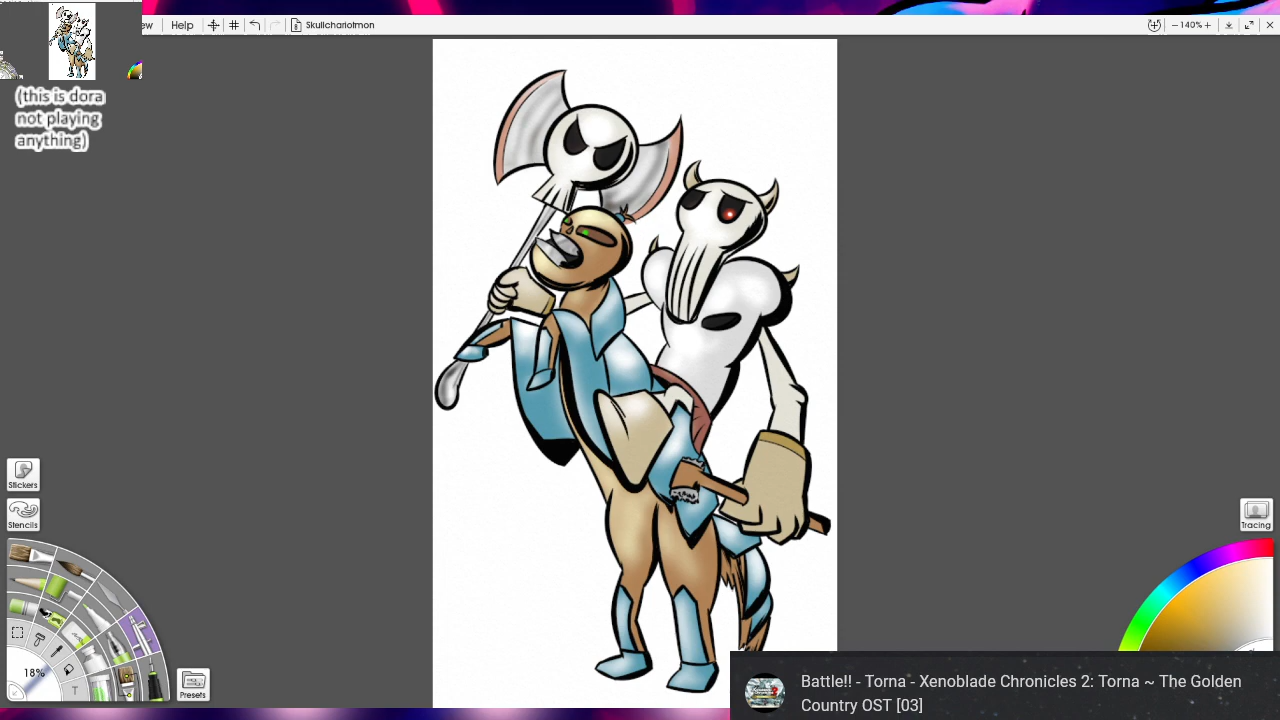 ew Help Skullchariotmon
140%
(this is dora
not playing
anything)
Stickers
Stencils
Tracing
18%
T
Presets
Battle!! - Torna - Xenoblade Chronicles 2: Torna ~ The Golden
Country OST [03]